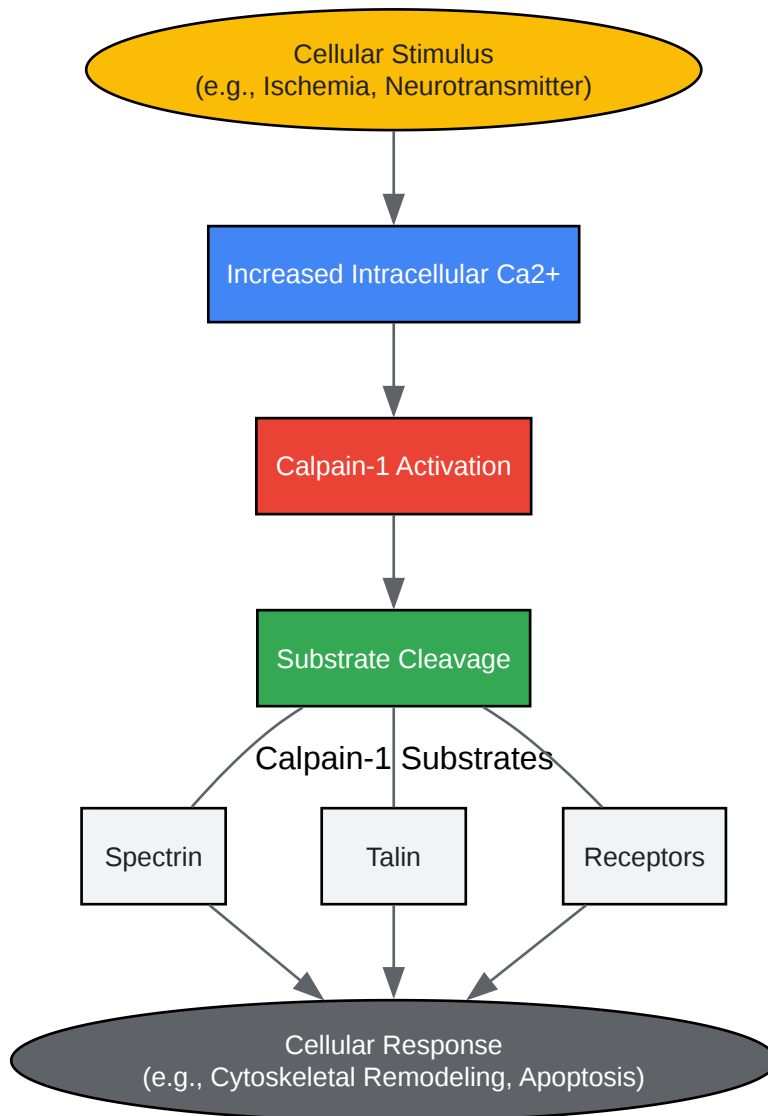 Cellular Stimulus
(e.g., Ischemia, Neurotransmitter)
Increased Intracellular Ca2+
Calpain-1 Activation
Substrate Cleavage
Calpain-1 Substrates
Spectrin
Talin
Receptors
Cellular Response
(e.g., Cytoskeletal Remodeling, Apoptosis)